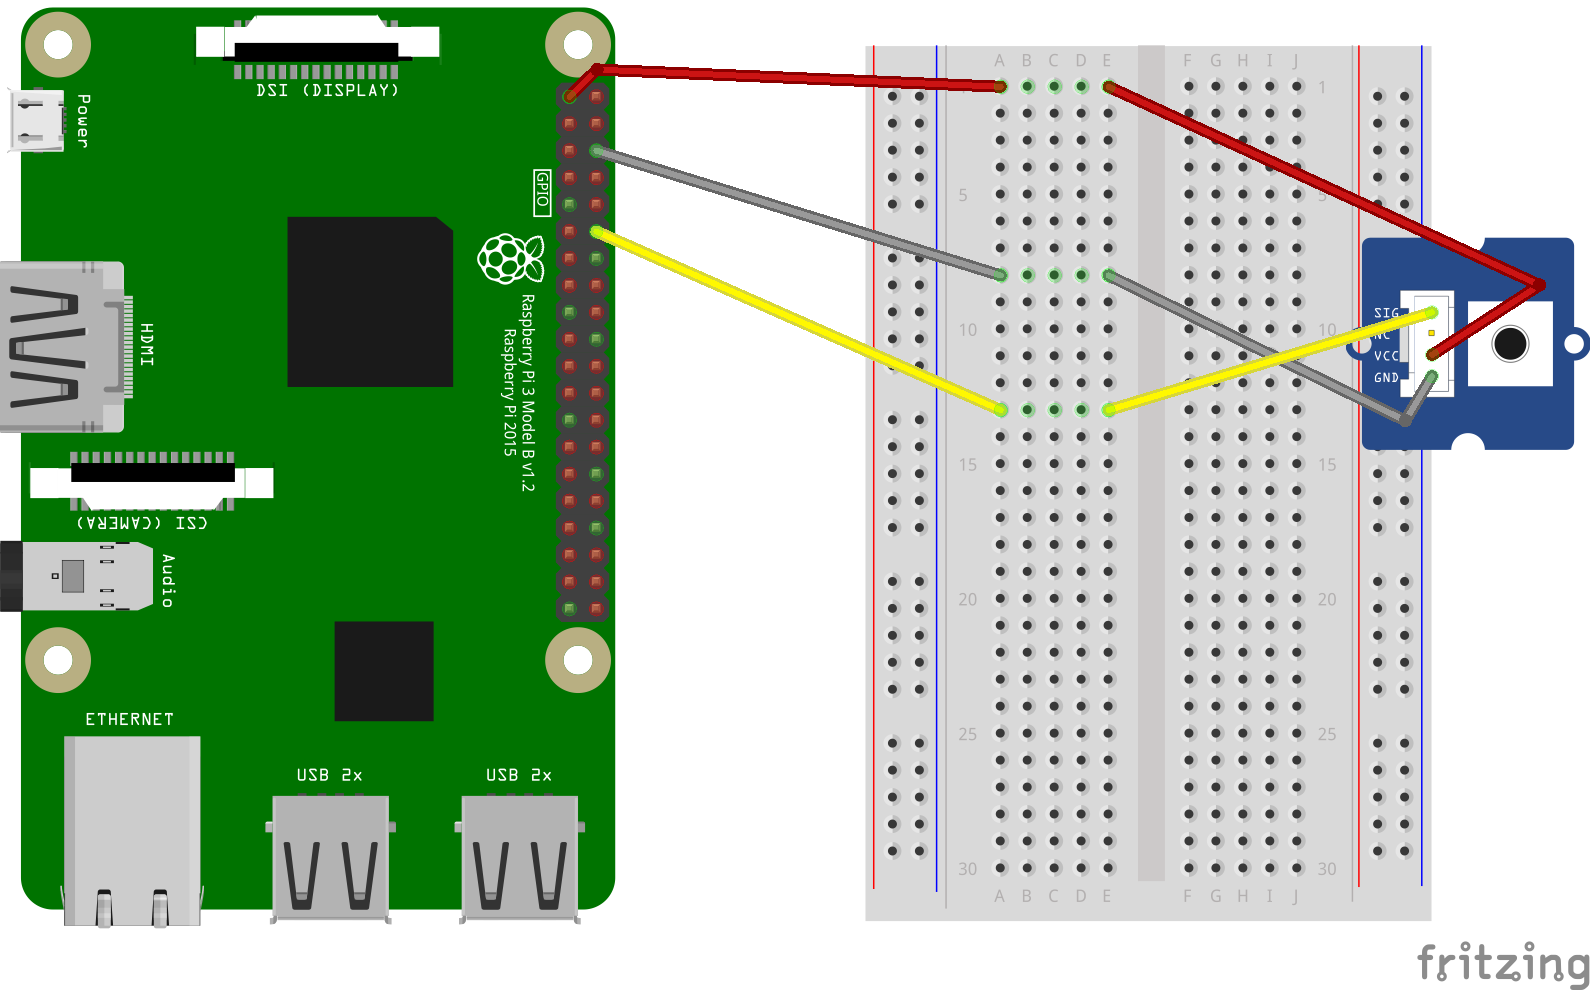 DSI (DISPLAY)
Power
GPIO
HDMI
Raspberry Pi 3 Model B v1.2
Raspberry Pi 2015
CSI (CAMERA)
Audio
ETHERNET
USB 2x
USB 2x
A B C D E F G H I J
1
5 5
10 10
15 15
20 20
25 25
30 30
A B C D E F G H I J
SIG
NC
VCC
GND
fritzing